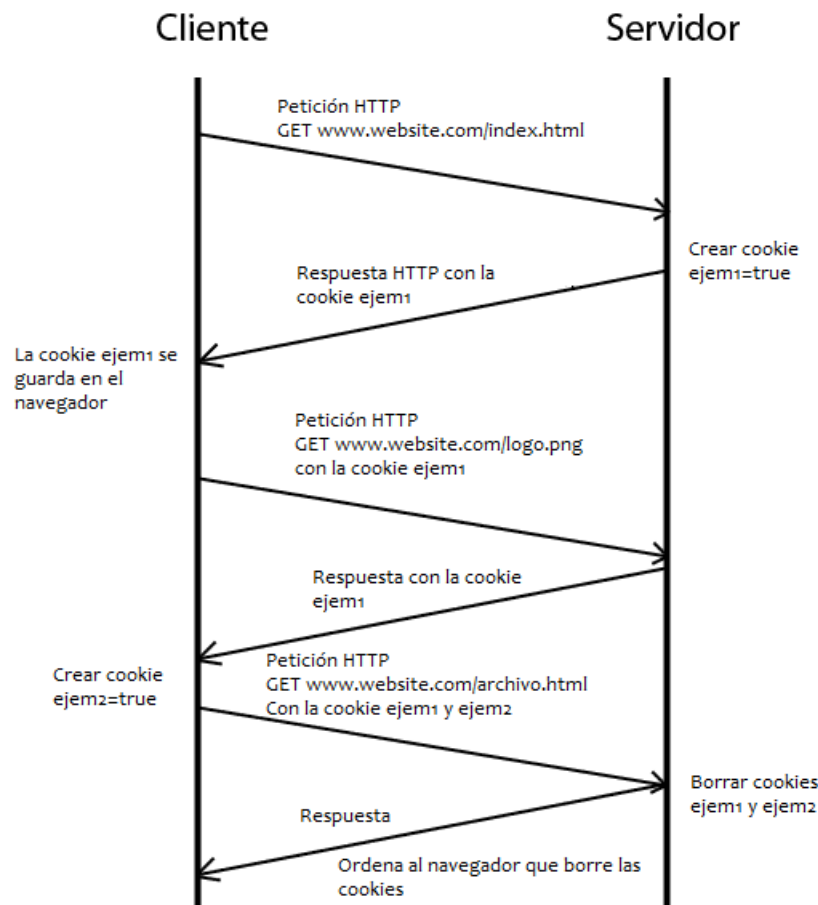 Cliente
Servidor
Petición HTTP
GET www.website.com/index.html
Crear cookie
ejem1=true
Respuesta HTTP con la
cookie ejem1
La cookie ejem1 se
guarda en el
navegador
Petición HTTP
GET www.website.com/logo.png
con la cookie ejem1
Respuesta con la cookie
ejem1
Crear cookie
ejem2=true
Petición HTTP
GET www.website.com/archivo.html
Con la cookie ejem1 y ejem2
Borrar cookies
ejem1 y ejem2
Respuesta
Ordena al navegador que borre las
cookies